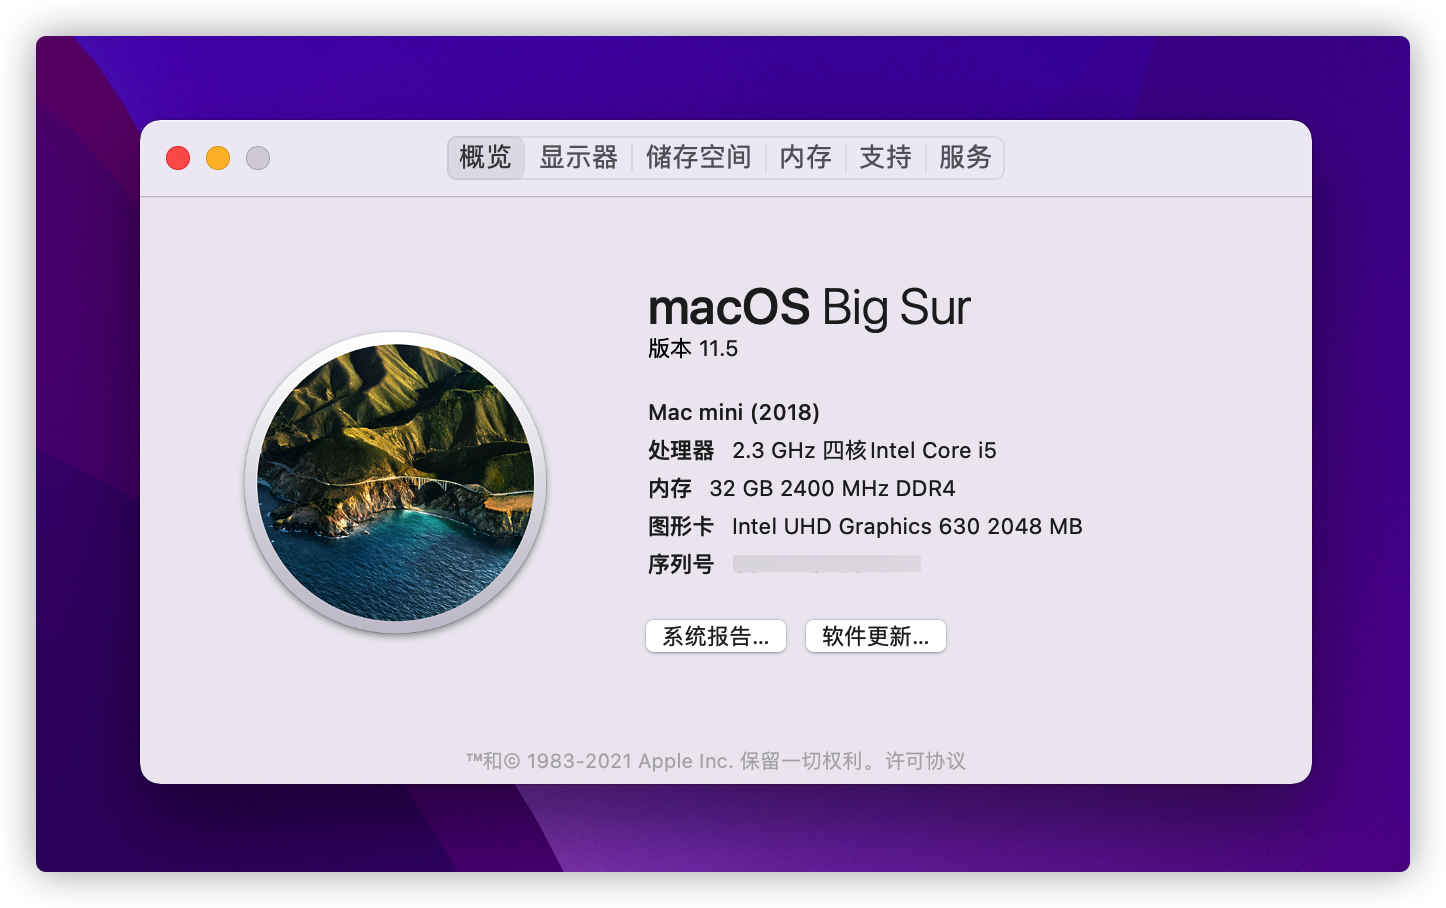 概览 显示器 储存空间 内存 支持 服务
macOS Big Sur
版本 11.5
Mac mini (2018)
处理器 2.3 GHz 四核Intel Core i5
内存 32 GB 2400 MHz DDR4
图形卡 Intel UHD Graphics 630 2048 MB
序列号
系统报告... 软件更新...
™和© 1983-2021 Apple Inc. 保留一切权利。许可协议